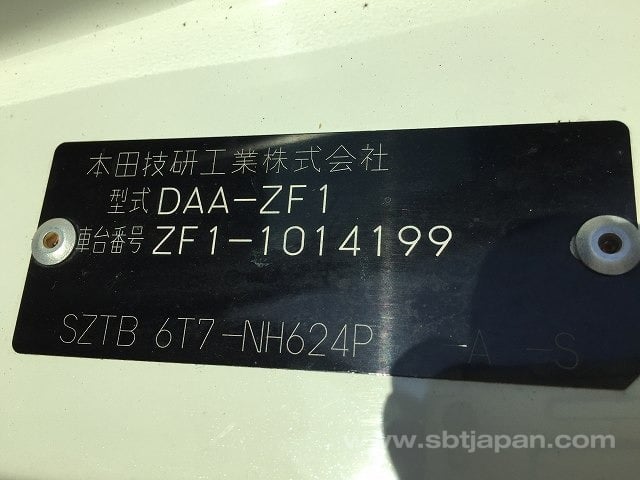 本田技研工業株式会社
型式 DAA-ZF1
車台番号 ZF1-1014199
SZTB 6T7-NH624P -A -S
www.sbtjapan.com